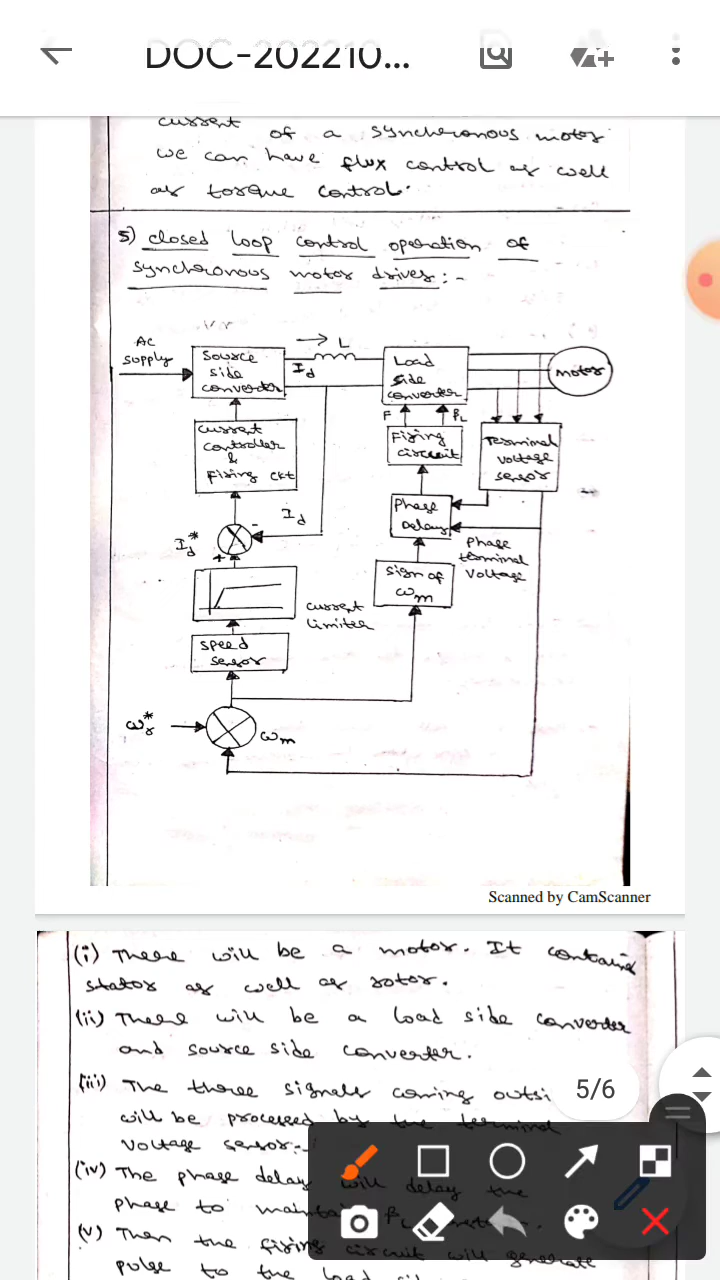 DOC-202210...
current of a synchronous motor
we can have flux control as well
as torque control.
5) closed loop control operation of
synchronous motor drives:-
AC
supply
Source
side
converter
L
Id
Load
side
converter
motor
F
βL
current
controller
&
Firing ckt
Firing
circuit
Terminal
voltage
sensor
Id
Id*
-
+
Phase
Delay
Phase
terminal
Voltage
Sign of
ωm
current
limiter
speed
sensor
ωm
Scanned by CamScanner
(i) There will be a motor. It contains
stator as well as rotor.
(ii) There will be a load side converter
and source side converter.
(iii) The three signals coming outsi
will be processed by the terminal
voltage sensor.
5/6
(iv) The phase delay will delay the
phase to
(v) Then the firing circuit will generate
pulse to the